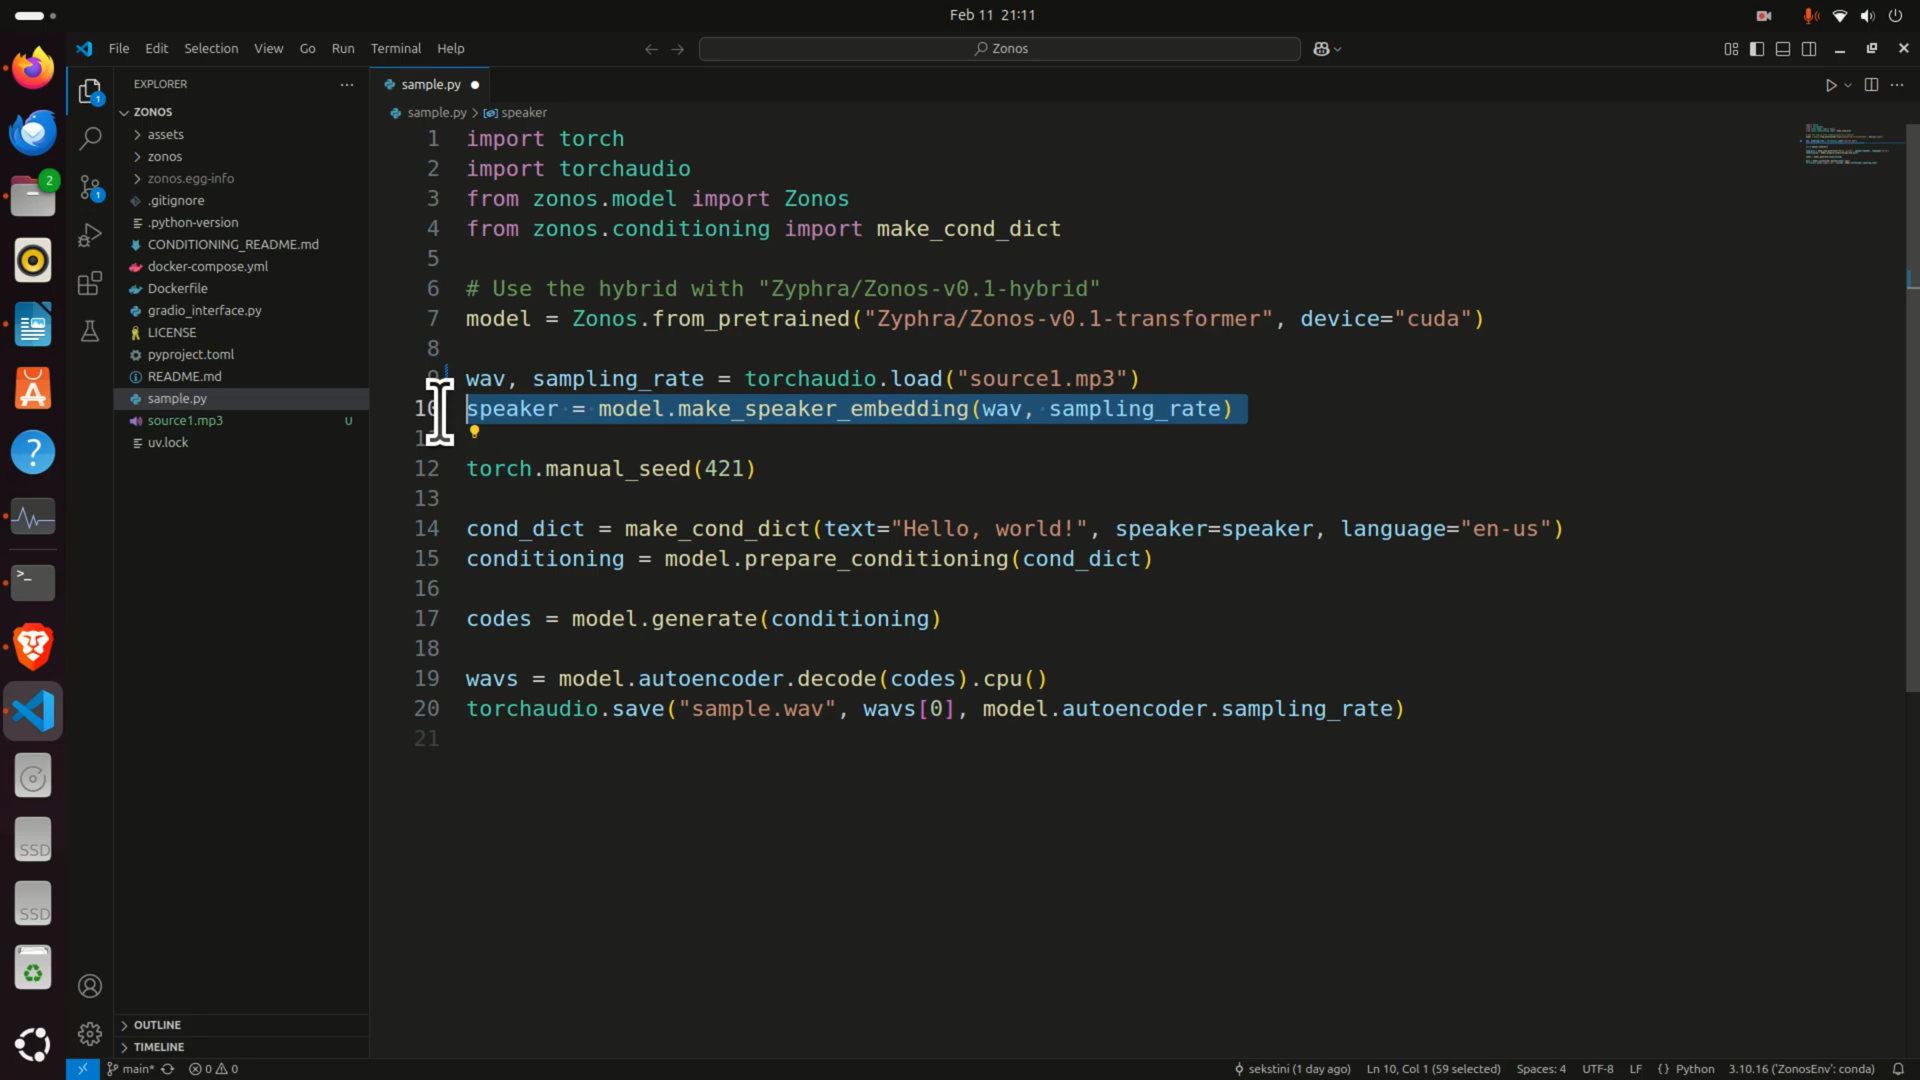 Feb 11 21:11
File Edit Selection View Go Run Terminal Help
Zonos
EXPLORER
sample.py
ZONOS
sample.py > speaker
assets
zonos
zonos.egg-info
.gitignore
.python-version
CONDITIONING_README.md
docker-compose.yml
Dockerfile
gradio_interface.py
LICENSE
pyproject.toml
README.md
sample.py
source1.mp3 U
uv.lock
1 import torch
2 import torchaudio
3 from zonos.model import Zonos
4 from zonos.conditioning import make_cond_dict
5
6 # Use the hybrid with "Zyphra/Zonos-v0.1-hybrid"
7 model = Zonos.from_pretrained("Zyphra/Zonos-v0.1-transformer", device="cuda")
8
wav, sampling_rate = torchaudio.load("source1.mp3")
10 speaker = model.make_speaker_embedding(wav, sampling_rate)
12 torch.manual_seed(421)
13
14 cond_dict = make_cond_dict(text="Hello, world!", speaker=speaker, language="en-us")
15 conditioning = model.prepare_conditioning(cond_dict)
16
17 codes = model.generate(conditioning)
18
19 wavs = model.autoencoder.decode(codes).cpu()
20 torchaudio.save("sample.wav", wavs[0], model.autoencoder.sampling_rate)
21
2
1
1
SSD
SSD
OUTLINE
TIMELINE
main* 0 0
sekstini (1 day ago) Ln 10, Col 1 (59 selected) Spaces: 4 UTF-8 LF {} Python 3.10.16 ('ZonosEnv': conda)